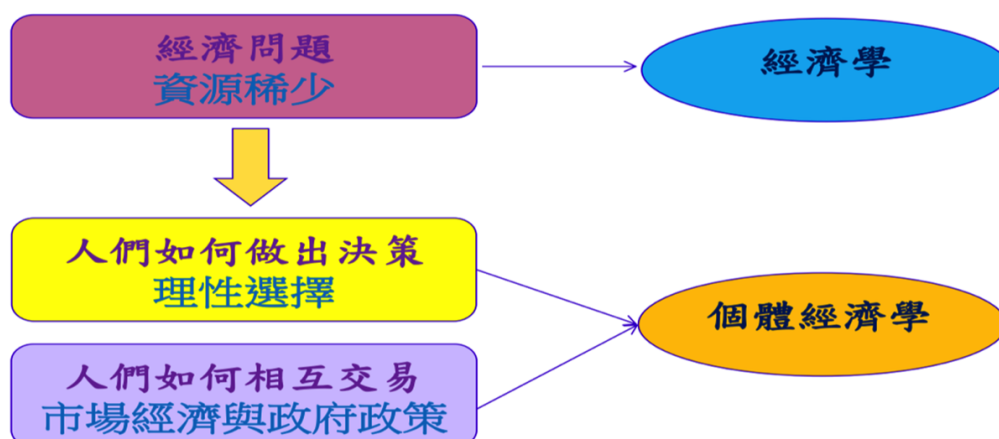 經濟問題
資源稀少
經濟學
人們如何做出決策
理性選擇
個體經濟學
人們如何相互交易
市場經濟與政府政策